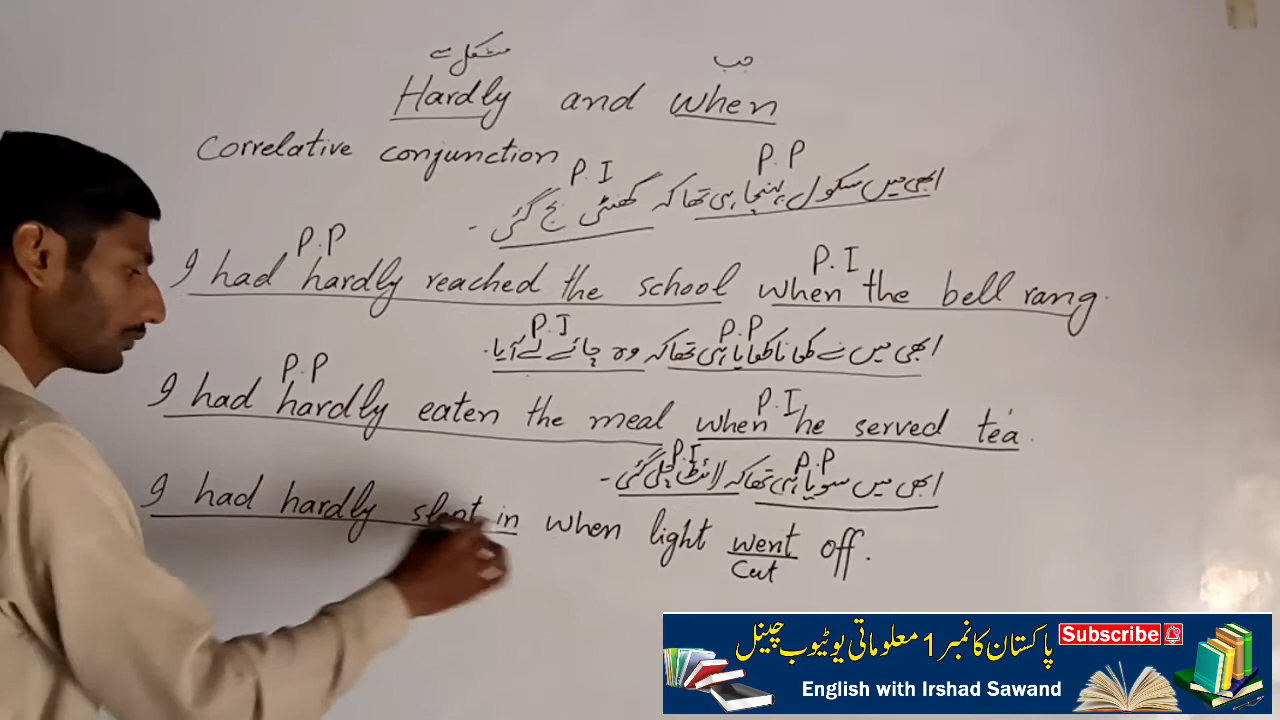 مشکل سے جب
Hardly and when
Correlative conjunction
P.I P.P
ابھی میں سکول پہنچا ہی تھا کہ گھنٹی بج گئی ۔
P.P P.I
I had hardly reached the school when the bell rang.
P.I P.P
ابھی میں نے کھانا کھایا ہی تھا کہ وہ چائے لے آیا ۔
P.P P.I
I had hardly eaten the meal when he served tea.
P.I P.P
ابھی میں سویا ہی تھا کہ لائٹ چلی گئی ۔
I had hardly slept in when light went off.
Cut
پاکستان کا نمبر 1 معلوماتی یوٹیوب چینل Subscribe
English with Irshad Sawand